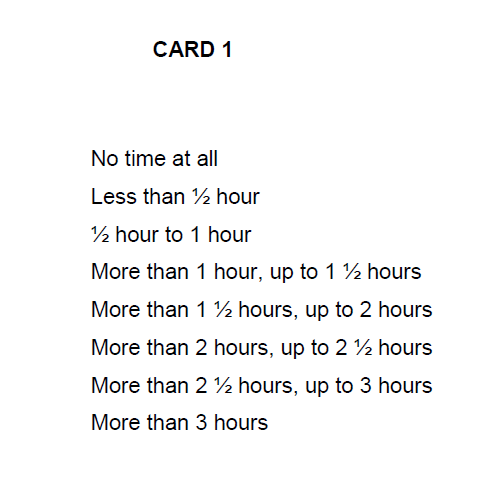 CARD 1
No time at all
Less than ½ hour
½ hour to 1 hour
More than 1 hour, up to 1 ½ hours
More than 1 ½ hours, up to 2 hours
More than 2 hours, up to 2 ½ hours
More than 2 ½ hours, up to 3 hours
More than 3 hours